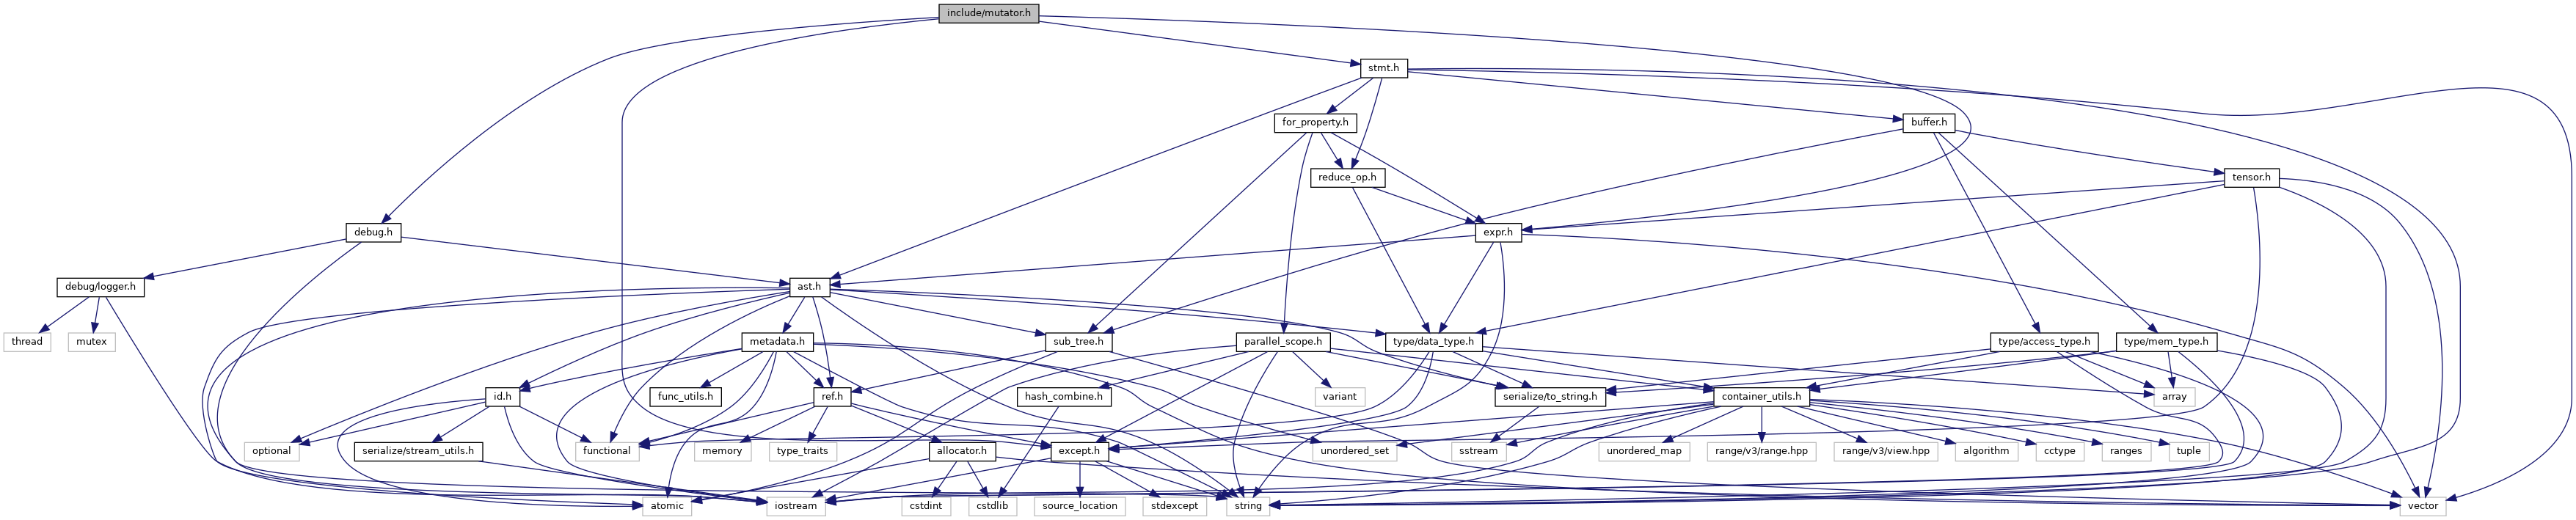 include/mutator.h
stmt.h
for_property.h
buffer.h
reduce_op.h
tensor.h
debug.h
expr.h
debug/logger.h
ast.h
thread
mutex
metadata.h
sub_tree.h
parallel_scope.h
type/data_type.h
type/access_type.h
type/mem_type.h
id.h
func_utils.h
ref.h
hash_combine.h
variant
serialize/to_string.h
container_utils.h
array
optional
serialize/stream_utils.h
functional
memory
type_traits
allocator.h
except.h
unordered_set
sstream
unordered_map
range/v3/range.hpp
range/v3/view.hpp
algorithm
cctype
ranges
tuple
atomic
iostream
cstdint
cstdlib
source_location
stdexcept
string
vector